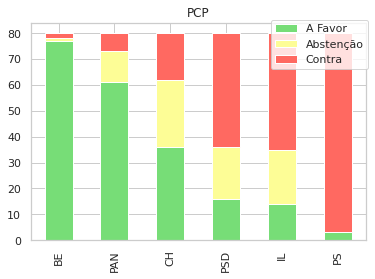 PCP
A Favor
Abstenção
Contra
80
70
60
50
40
30
20
10
0
BE
PAN
CH
PSD
IL
PS